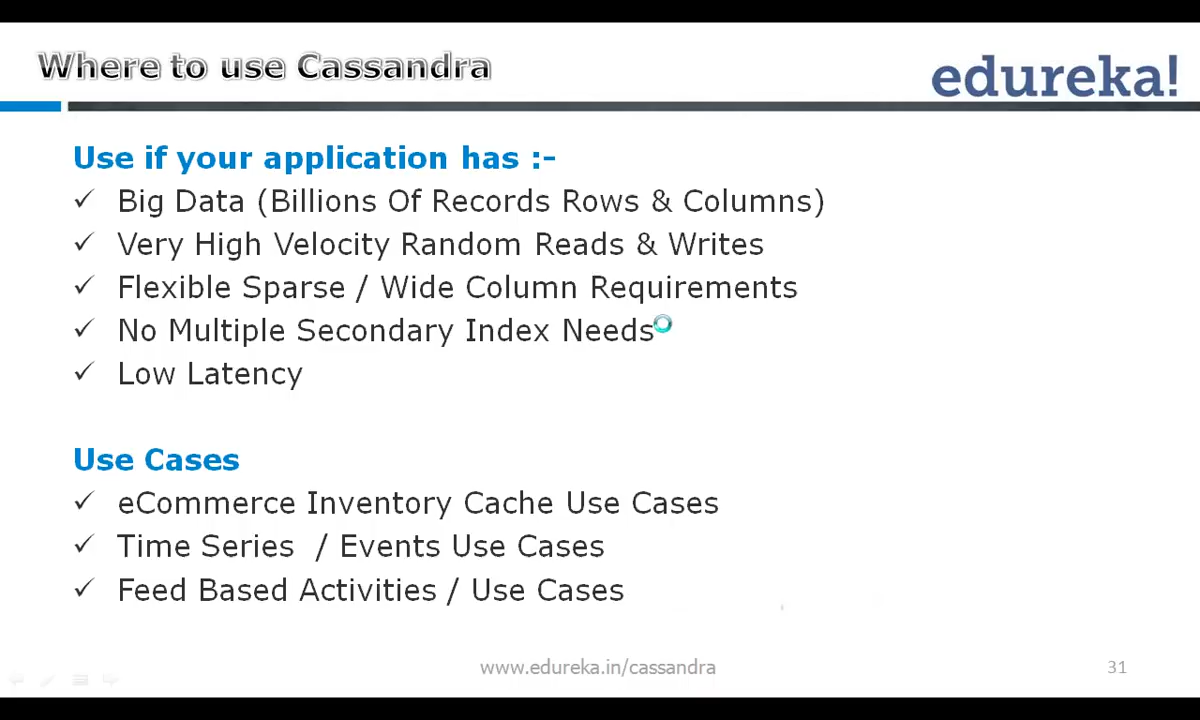 Where to use Cassandra
edureka!
Use if your application has :-
✓ Big Data (Billions Of Records Rows & Columns)
✓ Very High Velocity Random Reads & Writes
✓ Flexible Sparse / Wide Column Requirements
✓ No Multiple Secondary Index Needs
✓ Low Latency
Use Cases
✓ eCommerce Inventory Cache Use Cases
✓ Time Series / Events Use Cases
✓ Feed Based Activities / Use Cases
www.edureka.in/cassandra
31